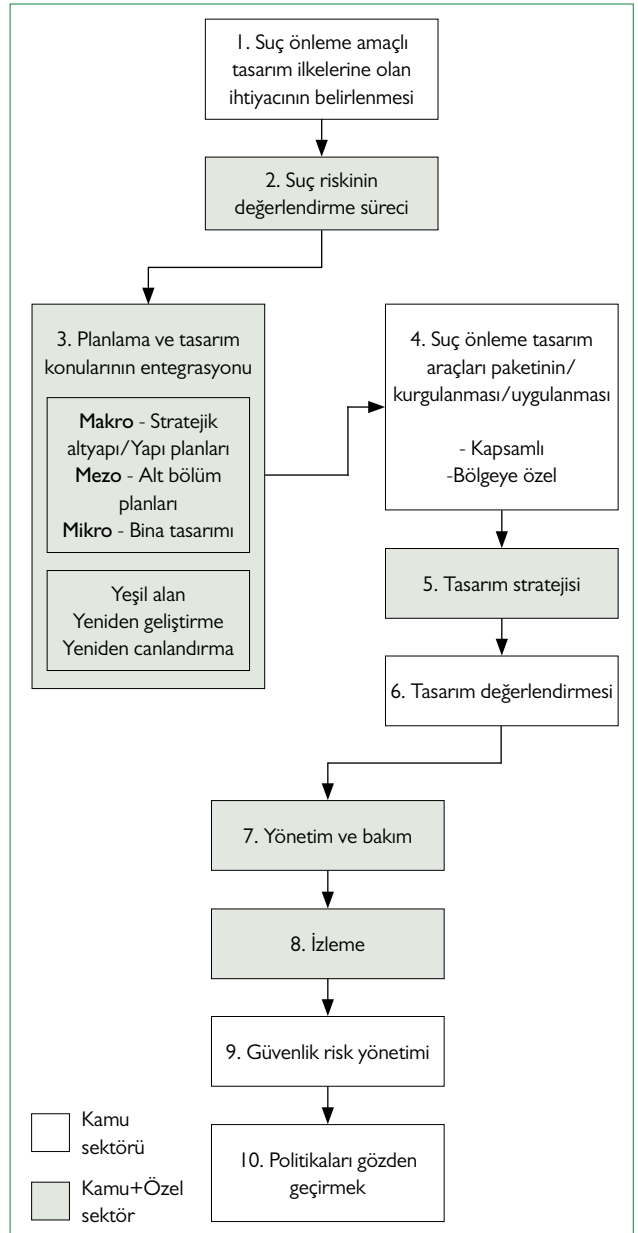 1. Suç önleme amaçlı
tasarım ilkelerine olan
ihtiyacının belirlenmesi
2. Suç riskinin
değerlendirme süreci
3. Planlama ve tasarım
konularının entegrasyonu
Makro - Stratejik
altyapı/Yapı planları
Mezo - Alt bölüm
planları
Mikro - Bina tasarımı
Yeşil alan
Yeniden geliştirme
Yeniden canlandırma
4. Suç önleme tasarım
araçları paketinin/
kurgulanması/uygulanması
- Kapsamlı
-Bölgeye özel
5. Tasarım stratejisi
6. Tasarım değerlendirmesi
7. Yönetim ve bakım
8. İzleme
9. Güvenlik risk yönetimi
10. Politikaları gözden
geçirmek
Kamu
sektörü
Kamu+Özel
sektör